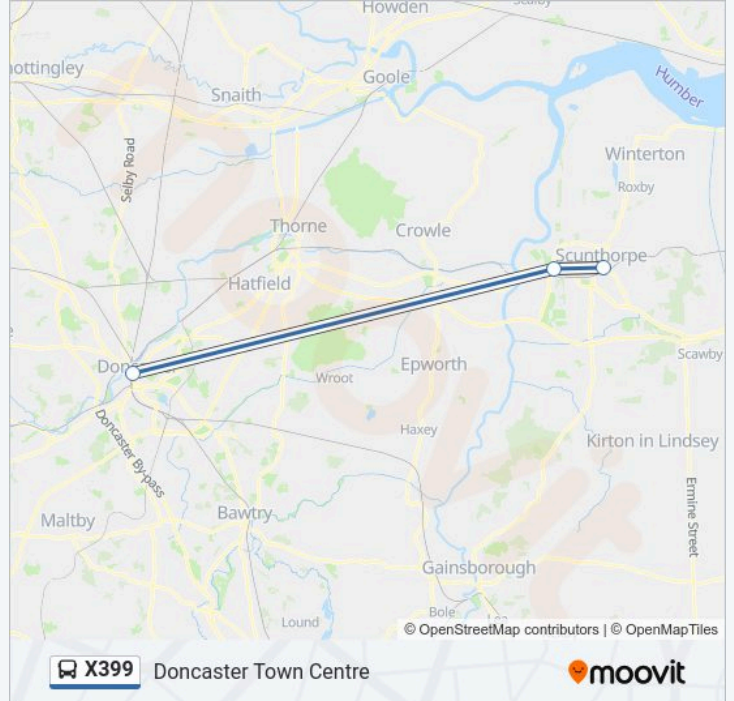 Howden
nottingley
Goole
Snaith
Humber
Selby Road
Winterton
Roxby
Thorne
Crowle
Scunthorpe
Hatfield
Don
Scawby
Epworth
Wroot
Haxey
Doncaster By-pass
Kirton in Lindsey
Ermine Street
Maltby
Bawtry
Gainsborough
Bole
Lound
© OpenStreetMap contributors | © OpenMapTiles
X399 Doncaster Town Centre
moovit